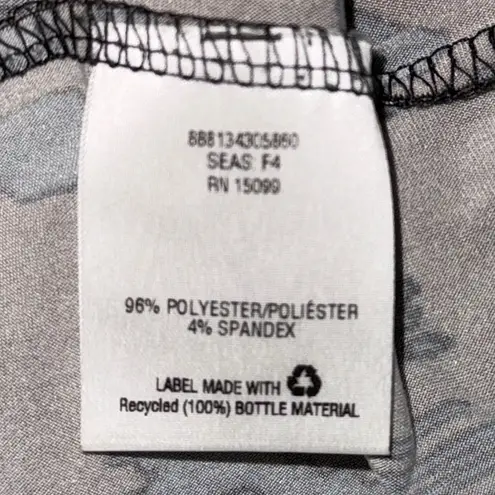 888134305860
SEAS: F4
RN 15099
96% POLYESTER/POLIÉSTER
4% SPANDEX
LABEL MADE WITH
Recycled (100%) BOTTLE MATERIAL